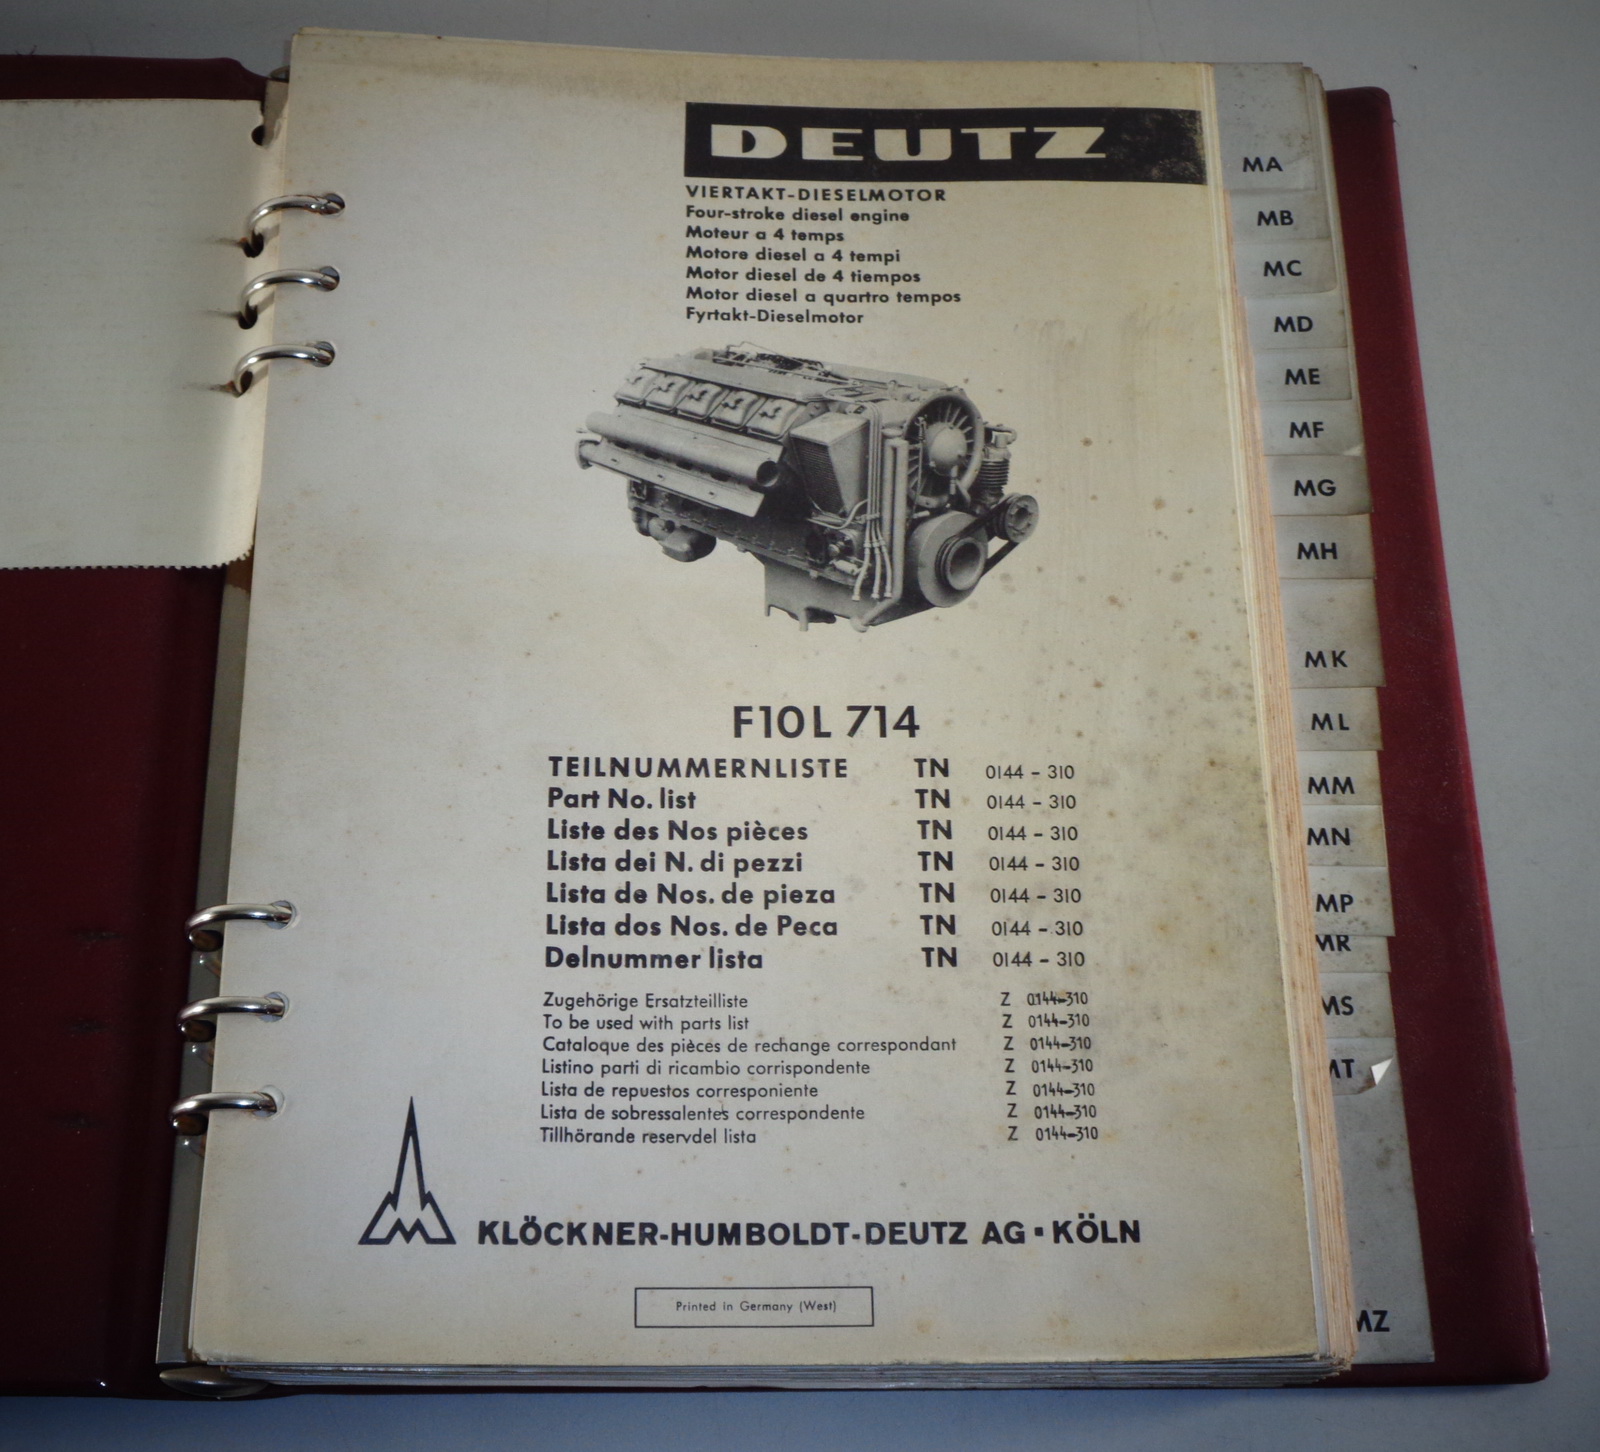 DEUTZ
VIERTAKT-DIESELMOTOR
Four-stroke diesel engine
Moteur a 4 temps
Motore diesel a 4 tempi
Motor diesel de 4 tiempos
Motor diesel a quartro tempos
Fyrtakt-Dieselmotor
F10L 714
TEILNUMMERNLISTE TN 0144 - 310
Part No. list TN 0144 - 310
Liste des Nos pièces TN 0144 - 310
Lista dei N. di pezzi TN 0144 - 310
Lista de Nos. de pieza TN 0144 - 310
Lista dos Nos. de Peca TN 0144 - 310
Delnummer lista TN 0144 - 310
Zugehörige Ersatzteilliste Z 0144-310
To be used with parts list Z 0144-310
Cataloque des pièces de rechange correspondant Z 0144-310
Listino parti di ricambio corrispondente Z 0144-310
Lista de repuestos corresponiente Z 0144-310
Lista de sobressalentes correspondente Z 0144-310
Tillhörande reservdel lista Z 0144-310
KLÖCKNER-HUMBOLDT-DEUTZ AG · KÖLN
Printed in Germany (West)
MA
MB
MC
MD
ME
MF
MG
MH
MK
ML
MM
MN
MP
MR
MS
MT
MZ